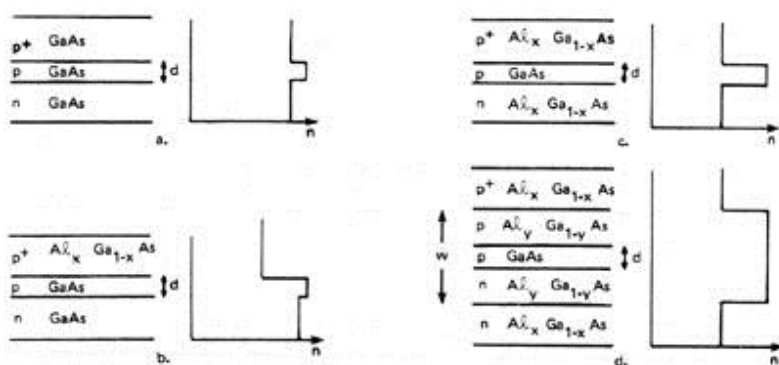 p+ GaAs
p GaAs d
n GaAs
n
a.
p+ Aℓx Ga1-x As
p GaAs d
n GaAs
n
b.
p+ Aℓx Ga1-x As
p GaAs d
n Aℓx Ga1-x As
n
c.
p+ Aℓx Ga1-x As
p Aℓy Ga1-y As
w
p GaAs d
n Aℓy Ga1-y As
n Aℓx Ga1-x As
n
d.